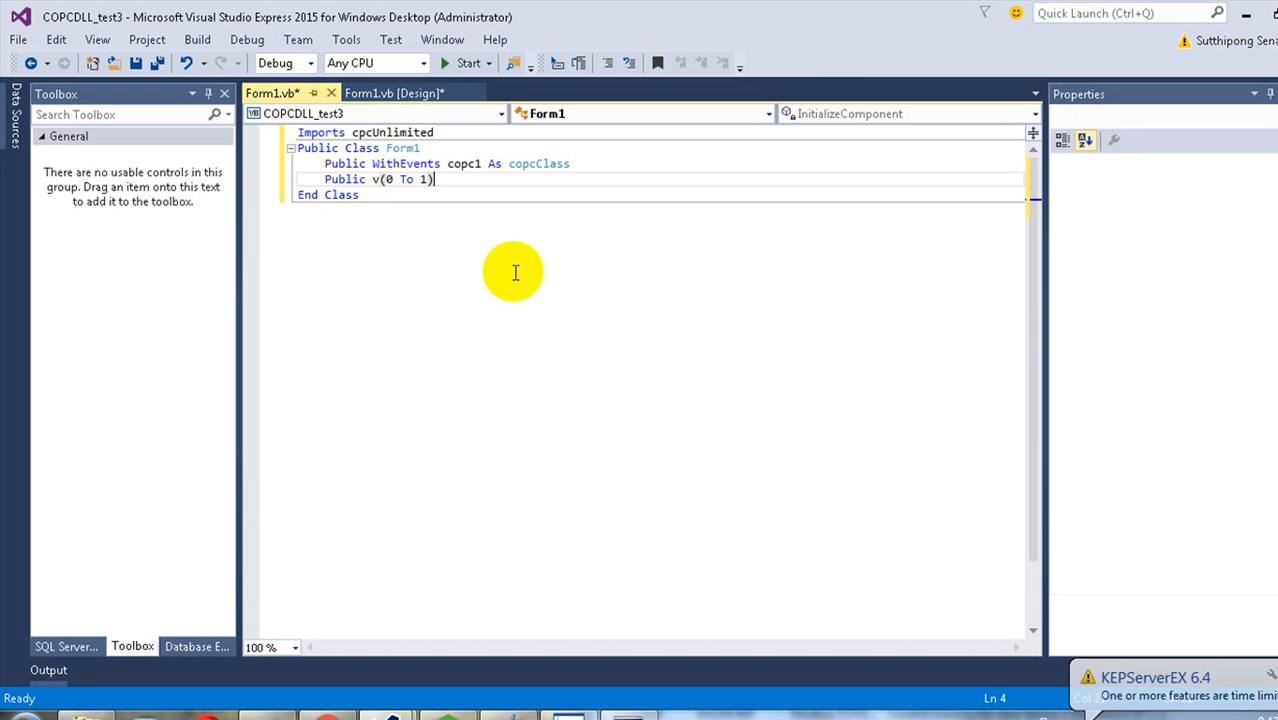 COPCDLL_test3 - Microsoft Visual Studio Express 2015 for Windows Desktop (Administrator)
Quick Launch (Ctrl+Q)
File Edit View Project Build Debug Team Tools Test Window Help
Debug Any CPU Start
Data Sources
Toolbox
Search Toolbox
General
There are no usable controls in this
group. Drag an item onto this text
to add it to the toolbox.
SQL Server... Toolbox Database E...
Form1.vb* Form1.vb [Design]*
VB COPCDLL_test3 Form1 InitializeComponent
Imports cpcUnlimited
Public Class Form1
Public WithEvents copc1 As copcClass
Public v(0 To 1)
End Class
100 %
Properties
A
Z
Output
Ready Ln 4
KEPServerEX 6.4
One or more features are time limi